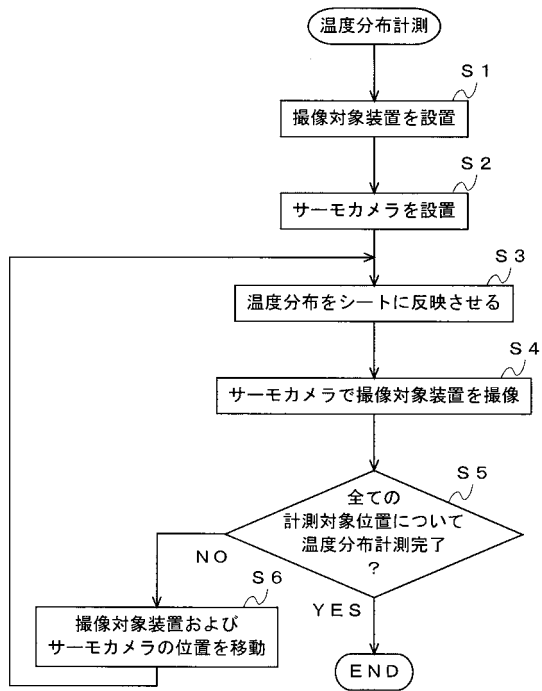 温度分布計測
S1
撮像対象装置を設置
S2
サーモカメラを設置
S3
温度分布をシートに反映させる
S4
サーモカメラで撮像対象装置を撮像
S5
全ての
計測対象位置について
温度分布計測完了
?
NO
YES
S6
撮像対象装置および
サーモカメラの位置を移動
END